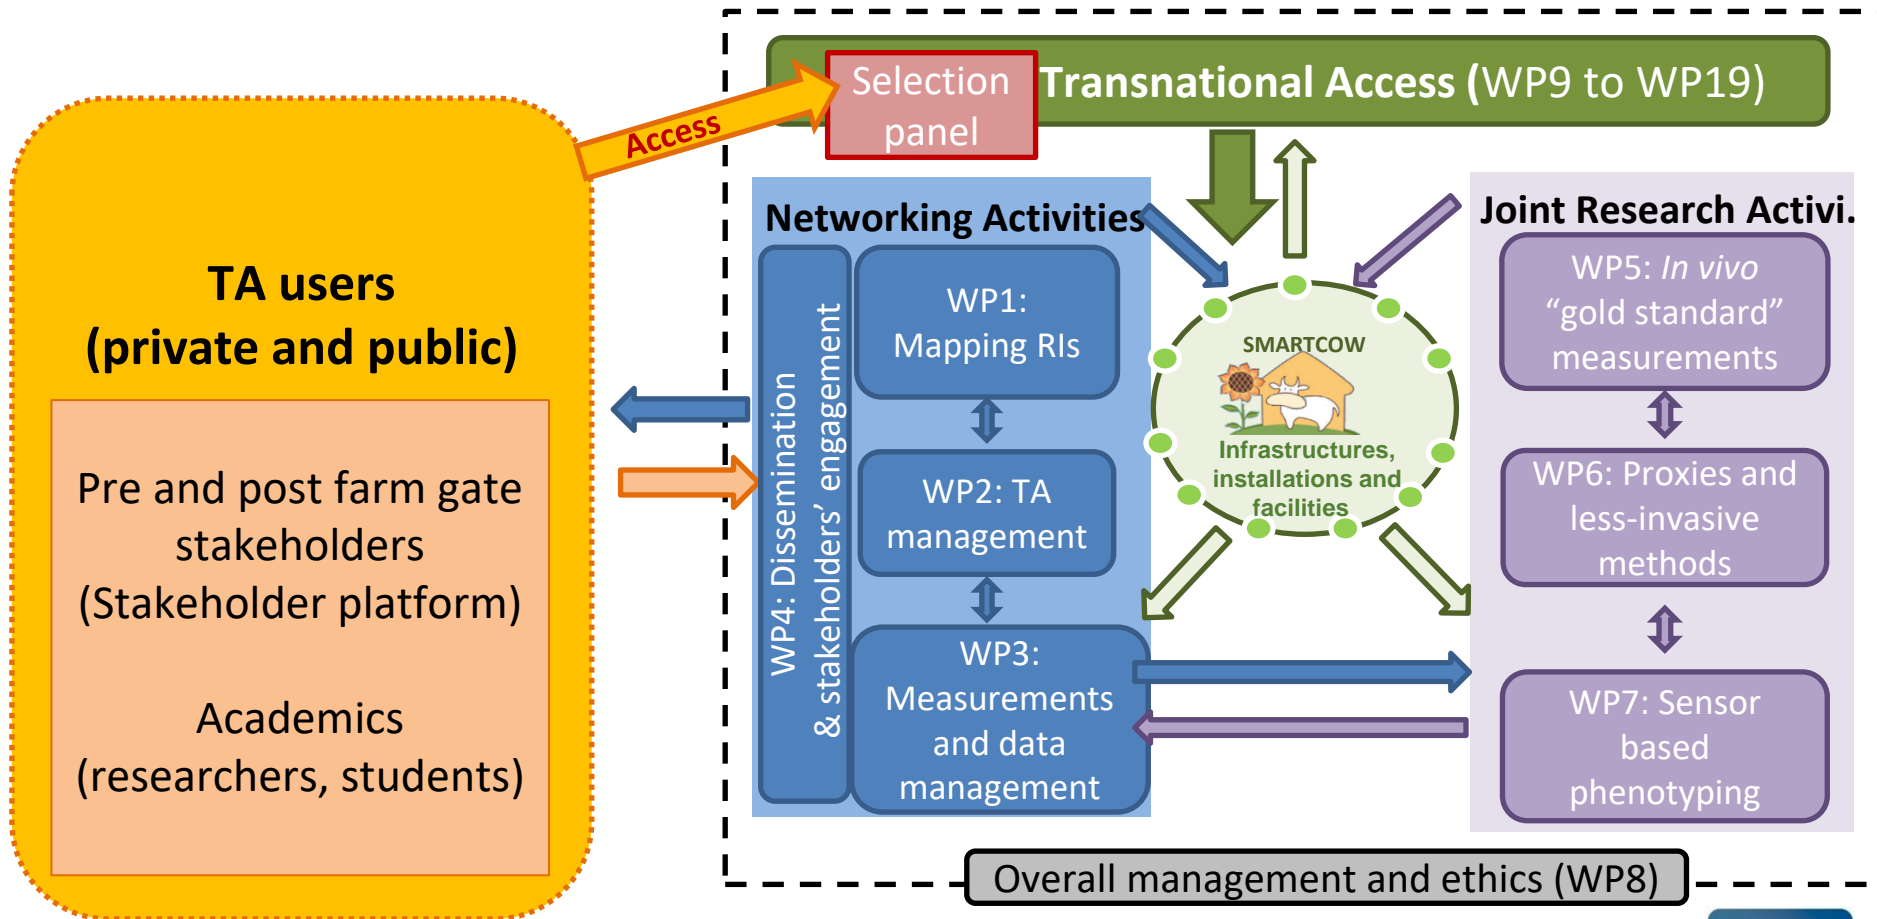 TA users
(private and public)
Pre and post farm gate
stakeholders
(Stakeholder platform)
Academics
(researchers, students)
Access
Selection
panel
Transnational Access (WP9 to WP19)
Networking Activities
WP4: Dissemination
& stakeholders’ engagement
WP1:
Mapping RIs
WP2: TA
management
WP3:
Measurements
and data
management
SMARTCOW
Infrastructures,
installations and
facilities
Joint Research Activi.
WP5: In vivo
“gold standard”
measurements
WP6: Proxies and
less-invasive
methods
WP7: Sensor
based
phenotyping
Overall management and ethics (WP8)